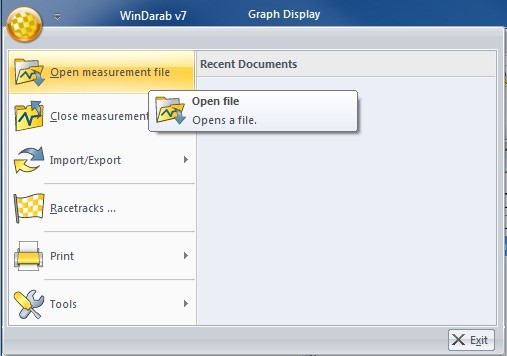 WinDarab v7 Graph Display
Open measurement file
Recent Documents
Open file
Opens a file.
Close measurement
Import/Export
Racetracks ...
Print
Tools
Exit